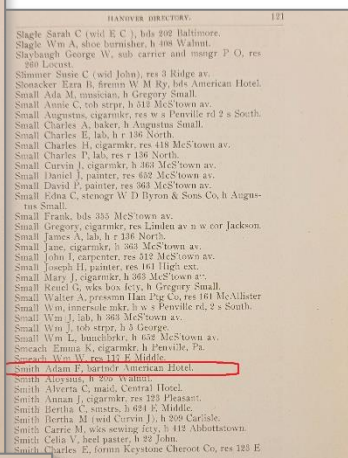 HANOVER DIRECTORY. 121
Slagle Sarah C (wid E C ), bds 202 Baltimore.
Slagle Wm A, shoe burnisher, h 408 Walnut.
Slaybaugh George W, sub carrier and msngr P O, res
260 Locust.
Slimmer Susie C (wid John), res 3 Ridge av.
Slonacker Ezra B, firemn W M Ry, bds American Hotel.
Small Ada M, musician, h Gregory Small.
Small Annie C, tob strpr, h 512 McS'town av.
Small Augustus, cigarmkr, res w s Penville rd 2 s South.
Small Charles A, baker, h Augustus Small.
Small Charles E, lab, h r 136 North.
Small Charles H, cigarmkr, res 418 McS'town av.
Small Charles P, lab, res r 136 North.
Small Curvin J, cigarmkr, h 363 McS'town av.
Small Daniel J, painter, res 652 McS'town av.
Small David P, painter, res 363 McS'town av.
Small Edna C, stenogr W D Byron & Sons Co, h Augus-
tus Small.
Small Frank, bds 355 McS'town av.
Small Gregory, cigarmkr, res Linden av n w cor Jackson.
Small James A, lab, h r 136 North.
Small Jane, cigarmkr, h 363 McS'town av.
Small John I, carpenter, res 512 McS'town av.
Small Joseph H, painter, res 161 High ext.
Small Mary J, cigarmkr, h 363 McS'town av.
Small Reuel G, wks box fcty, h Gregory Small.
Small Walter A, pressmn Han Ptg Co, res 161 McAllister
Small Wm, innersole mkr, h w s Penville rd, 2 s South.
Small Wm J, lab, h 363 McS'town av.
Small Wm J, tob strpr, h 5 George.
Small Wm L, bunchbrkr, h 652 McS'town av.
Smeach Emma K, cigarmkr, h Penville, Pa.
Smeach Wm W, res 117 E Middle.
Smith Adam F, bartndr American Hotel.
Smith Aloysius, h 205 Walnut.
Smith Alverta C, maid, Central Hotel.
Smith Annan J, cigarmkr, res 123 Pleasant.
Smith Bertha C, smstrs, h 624 E Middle.
Smith Bertha M (wid Curvin J), h 209 Carlisle.
Smith Carrie M, wks sewing fcty, h 412 Abbottstown.
Smith Celia V, heel paster, h 22 John.
Smith Charles E, formn Keystone Cheroot Co, res 123 E